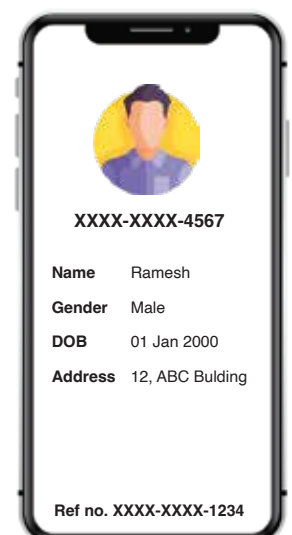 XXXX-XXXX-4567
Name Ramesh
Gender Male
DOB 01 Jan 2000
Address 12, ABC Bulding
Ref no. XXXX-XXXX-1234